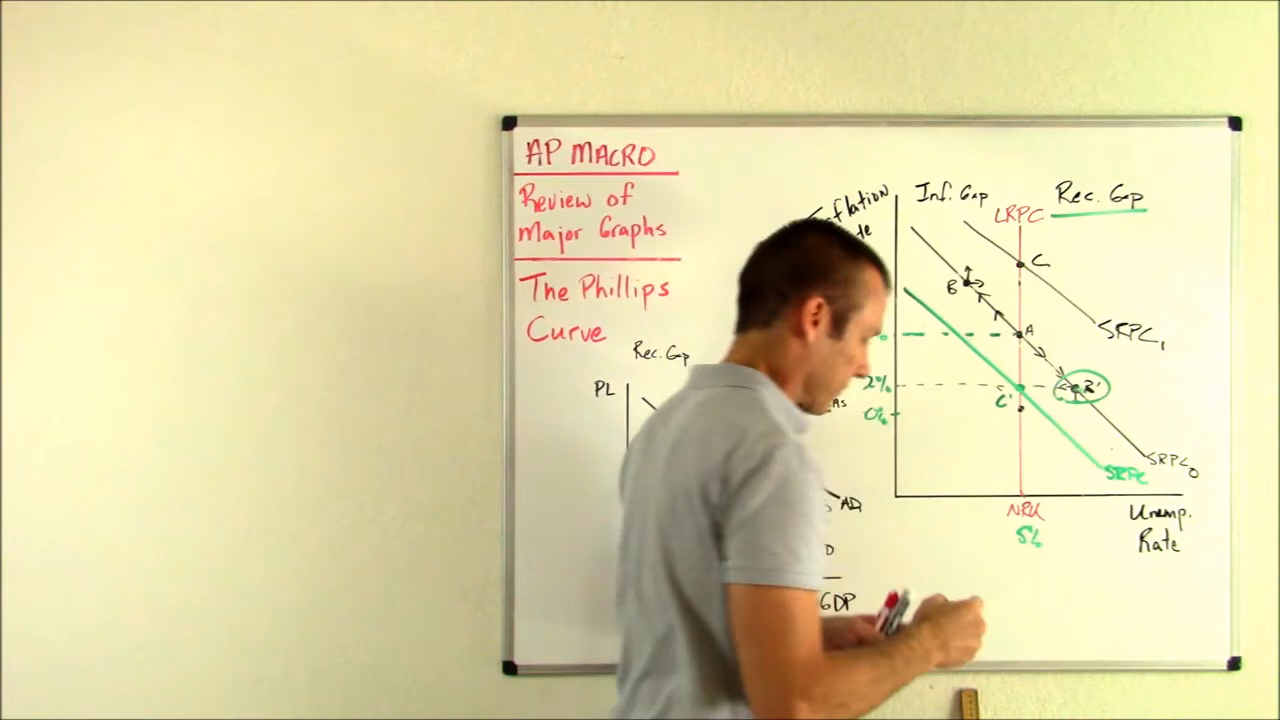 AP MACRO
Review of
Major Graphs
The Phillips
Curve
Rec. Gap
PL
AS
AD
D
GDP
Inf. Gap
Rec. Gap
LRPC
C
B
A
B'
C'
2%
0%
SRPC1
SRPC0
SRPC
NRU
5%
Unemp.
Rate